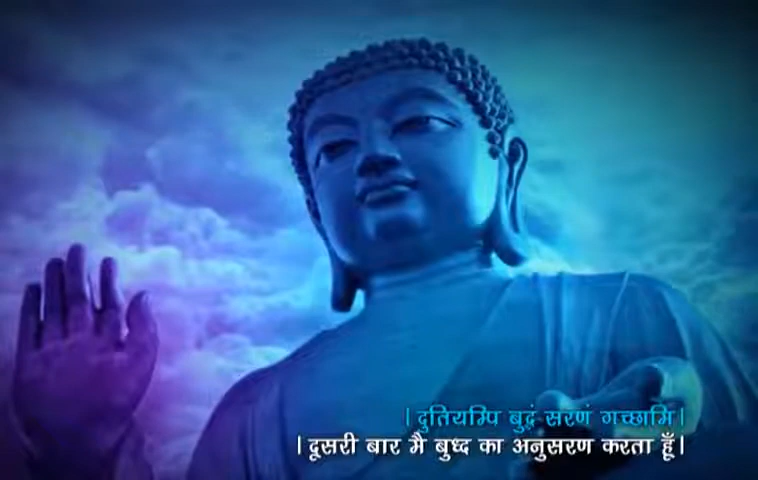 । दुतियम्पि बुद्धं सरणं गच्छामि।
। दूसरी बार मै बुध्द का अनुसरण करता हूँ।